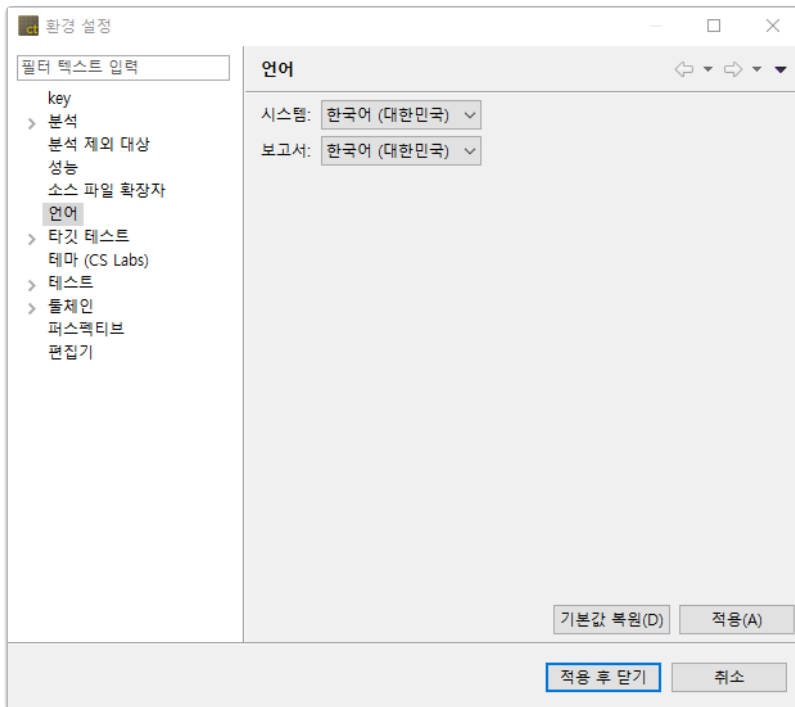 ct 환경 설정
필터 텍스트 입력
key
분석
분석 제외 대상
성능
소스 파일 확장자
언어
타깃 테스트
테마 (CS Labs)
테스트
툴체인
퍼스펙티브
편집기
언어
시스템: 한국어 (대한민국)
보고서: 한국어 (대한민국)
기본값 복원(D) 적용(A)
적용 후 닫기 취소